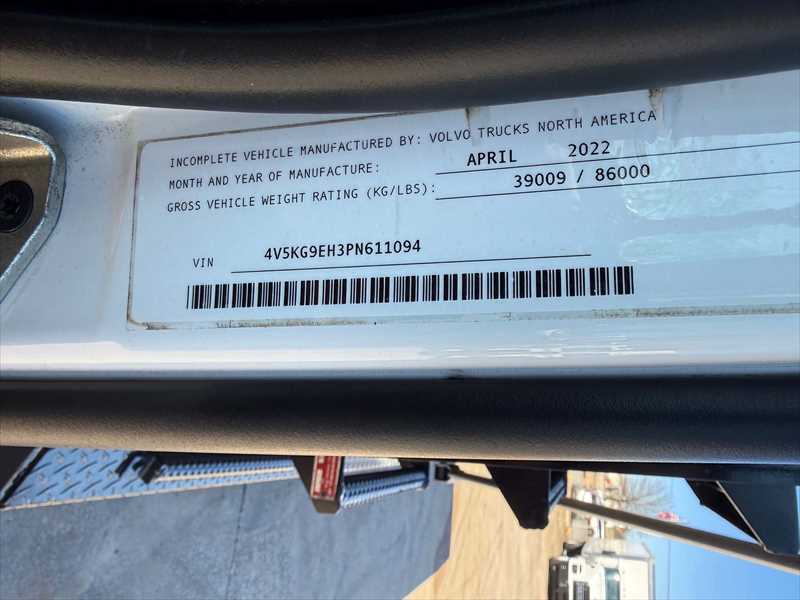 INCOMPLETE VEHICLE MANUFACTURED BY: VOLVO TRUCKS NORTH AMERICA
MONTH AND YEAR OF MANUFACTURE: APRIL 2022
GROSS VEHICLE WEIGHT RATING (KG/LBS): 39009 / 86000
VIN 4V5KG9EH3PN611094